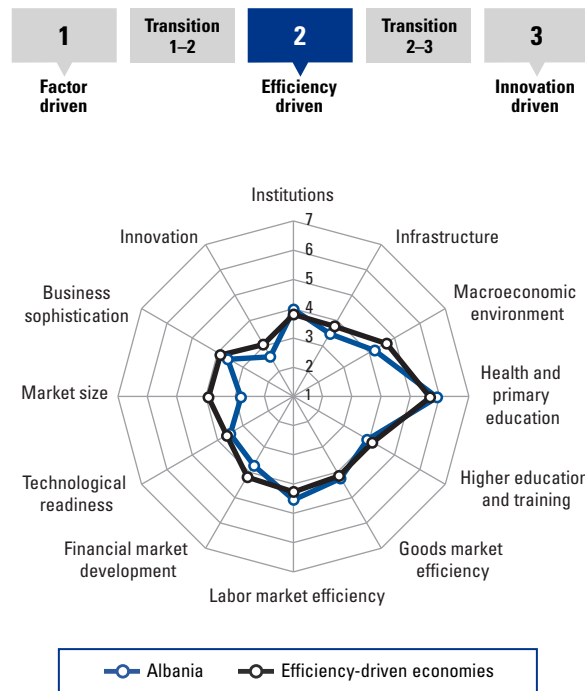 1
Transition
1–2
2
Transition
2–3
3
Factor
driven
Efficiency
driven
Innovation
driven
Institutions
7
6
5
4
3
2
1
Infrastructure
Macroeconomic
environment
Health and
primary
education
Higher education
and training
Goods market
efficiency
Labor market efficiency
Financial market
development
Technological
readiness
Market size
Business
sophistication
Innovation
Albania
Efficiency-driven economies